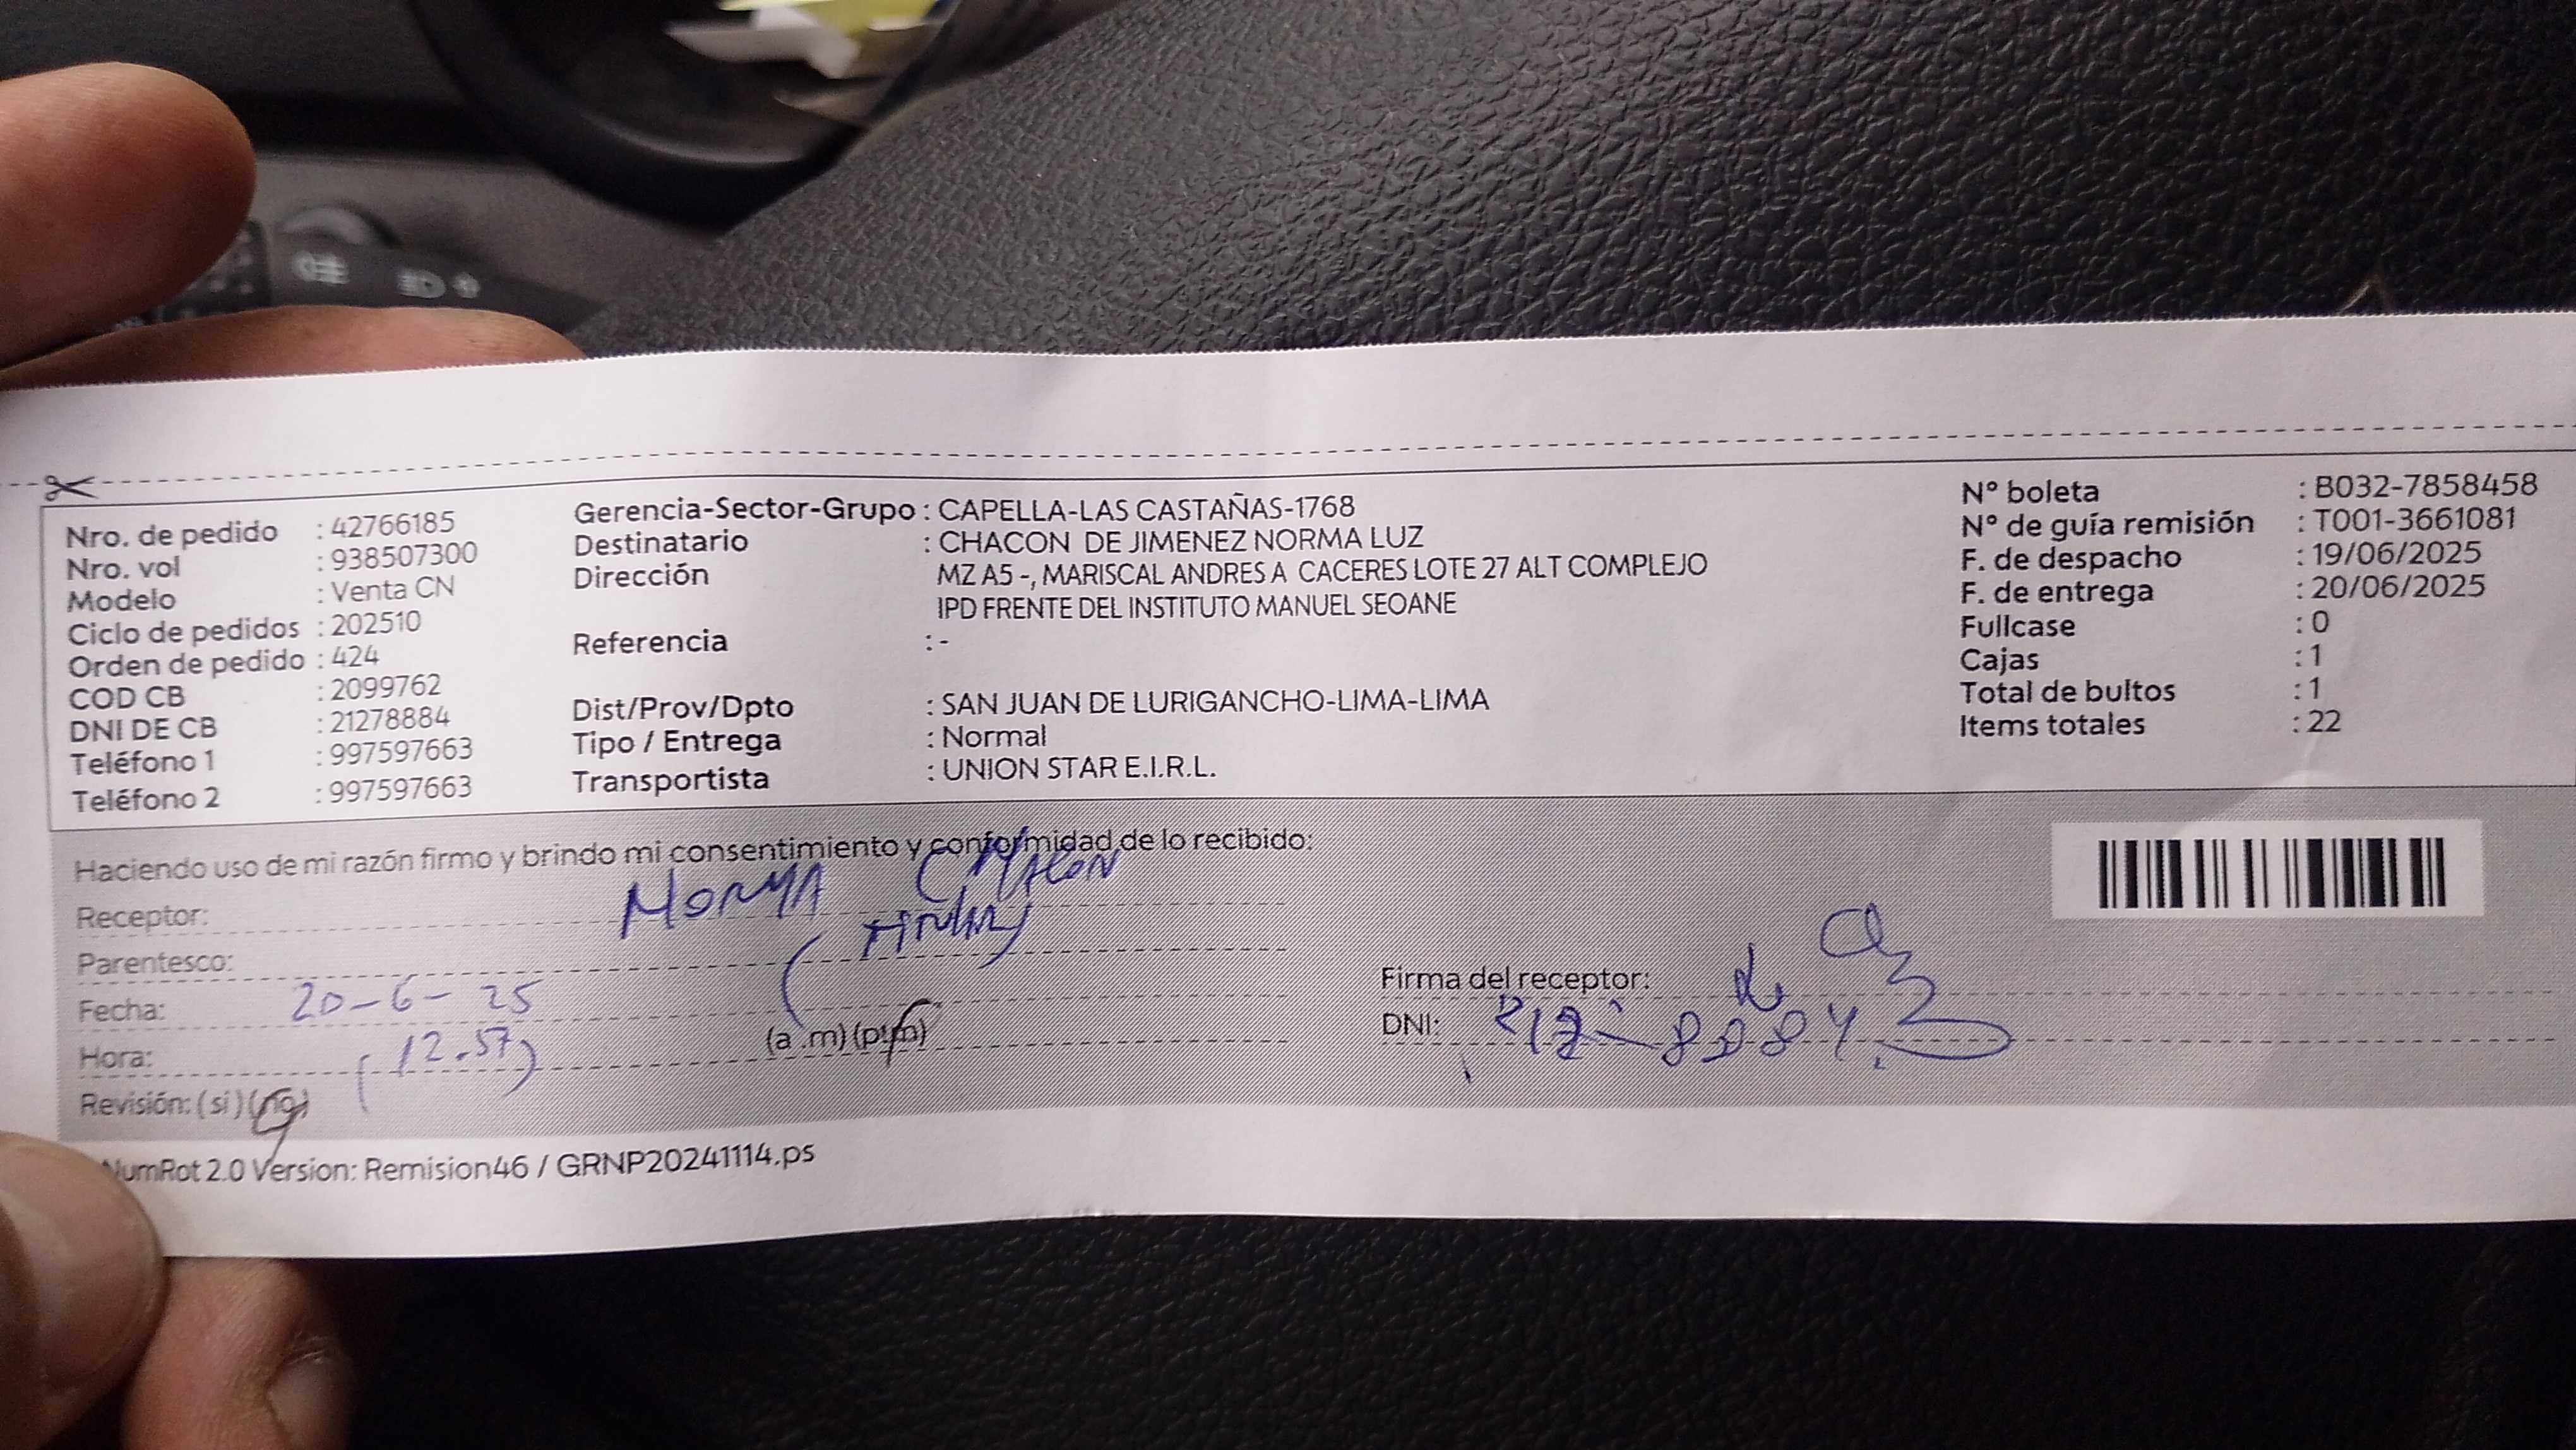 Nro. de pedido : 42766185
Nro. vol : 938507300
Modelo : Venta CN
Ciclo de pedidos : 202510
Orden de pedido : 424
COD CB : 2099762
DNI DE CB : 21278884
Teléfono 1 : 997597663
Teléfono 2 : 997597663
Gerencia-Sector-Grupo : CAPELLA-LAS CASTAÑAS-1768
Destinatario : CHACON DE JIMENEZ NORMA LUZ
Dirección MZ A5 -, MARISCAL ANDRES A CACERES LOTE 27 ALT COMPLEJO
IPD FRENTE DEL INSTITUTO MANUEL SEOANE
Referencia : -
Dist/Prov/Dpto : SAN JUAN DE LURIGANCHO-LIMA-LIMA
Tipo / Entrega : Normal
Transportista : UNION STAR E.I.R.L.
N° boleta : B032-7858458
N° de guía remisión : T001-3661081
F. de despacho : 19/06/2025
F. de entrega : 20/06/2025
Fullcase : 0
Cajas : 1
Total de bultos : 1
Items totales : 22
Haciendo uso de mi razón firmo y brindo mi consentimiento y conformidad de lo recibido:
Receptor: NORMA CHACON
Parentesco: (TITULAR)
Fecha: 20-6-25
Hora: (12.57) (a.m) (p.m)
Revisión: (si) (no)
Firma del receptor:
DNI:
NumRot 2.0 Version: Remision46 / GRNP20241114.ps